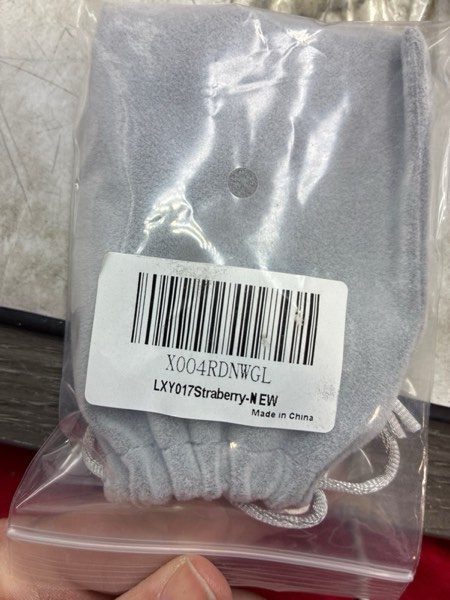 X004RDNWGL
LXY017Straberry-NEW
Made in China